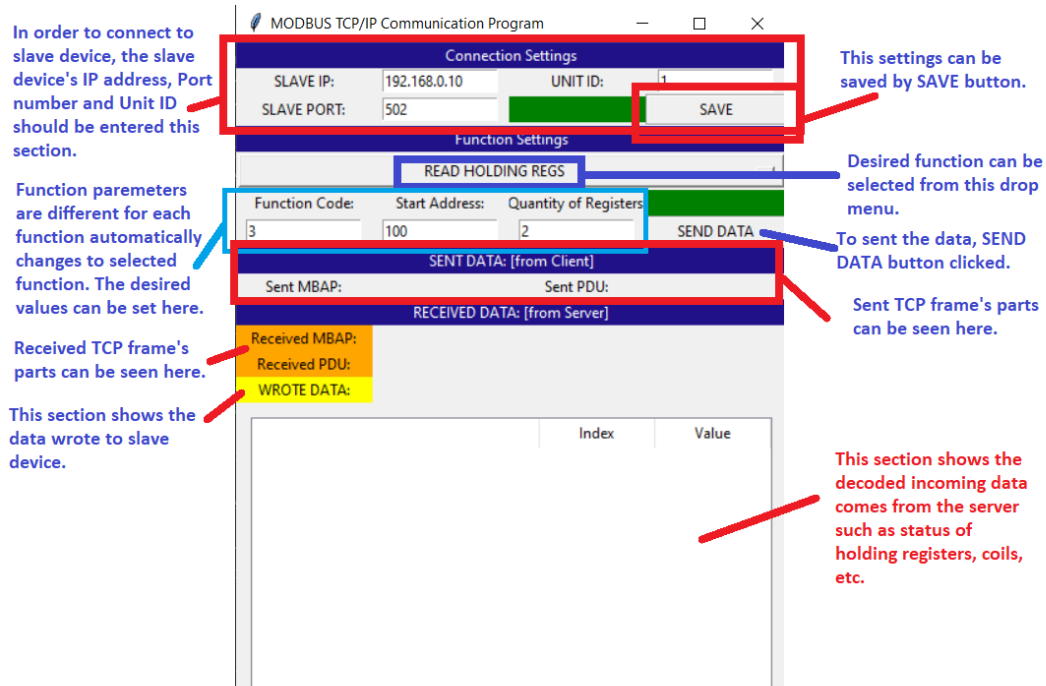 MODBUS TCP/IP Communication Program
In order to connect to
slave device, the slave
device's IP address, Port
number and Unit ID
should be entered this
section.
Connection Settings
SLAVE IP: 192.168.0.10 UNIT ID: 1
SLAVE PORT: 502 SAVE
This settings can be
saved by SAVE button.
Function Settings
READ HOLDING REGS
Desired function can be
selected from this drop
menu.
Function paremeters
are different for each
function automatically
changes to selected
function. The desired
values can be set here.
Function Code: Start Address: Quantity of Registers
3 100 2 SEND DATA
To sent the data, SEND
DATA button clicked.
SENT DATA: [from Client]
Sent MBAP: Sent PDU:
Sent TCP frame's parts
can be seen here.
RECEIVED DATA: [from Server]
Received MBAP:
Received PDU:
Received TCP frame's
parts can be seen here.
WROTE DATA:
This section shows the
data wrote to slave
device.
Index Value
This section shows the
decoded incoming data
comes from the server
such as status of
holding registers, coils,
etc.